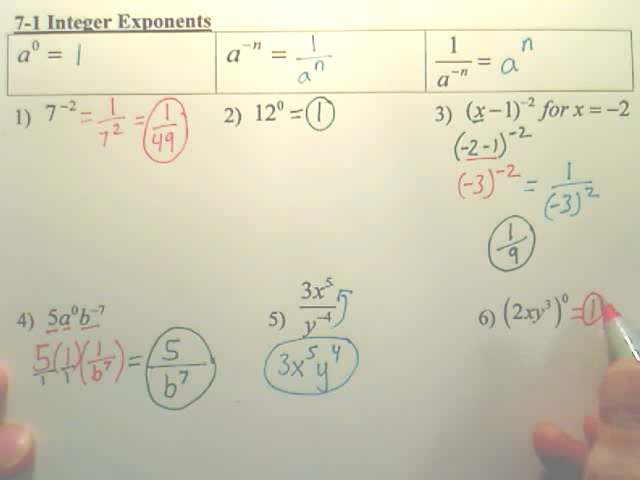 7-1 Integer Exponents
a⁰ = 1
a⁻ⁿ = 1/aⁿ
1/a⁻ⁿ = aⁿ
1) 7⁻² = 1/7² = 1/49
2) 12⁰ = 1
3) (x – 1)⁻² for x = –2
(-2-1)⁻²
(-3)⁻² = 1/(-3)²
1/9
4) 5a⁰b⁻⁷
5/1(1/1)(1/b⁷) = 5/b⁷
5) 3x⁵/y⁻⁴
3x⁵y⁴
6) (2xy³)⁰ = 1